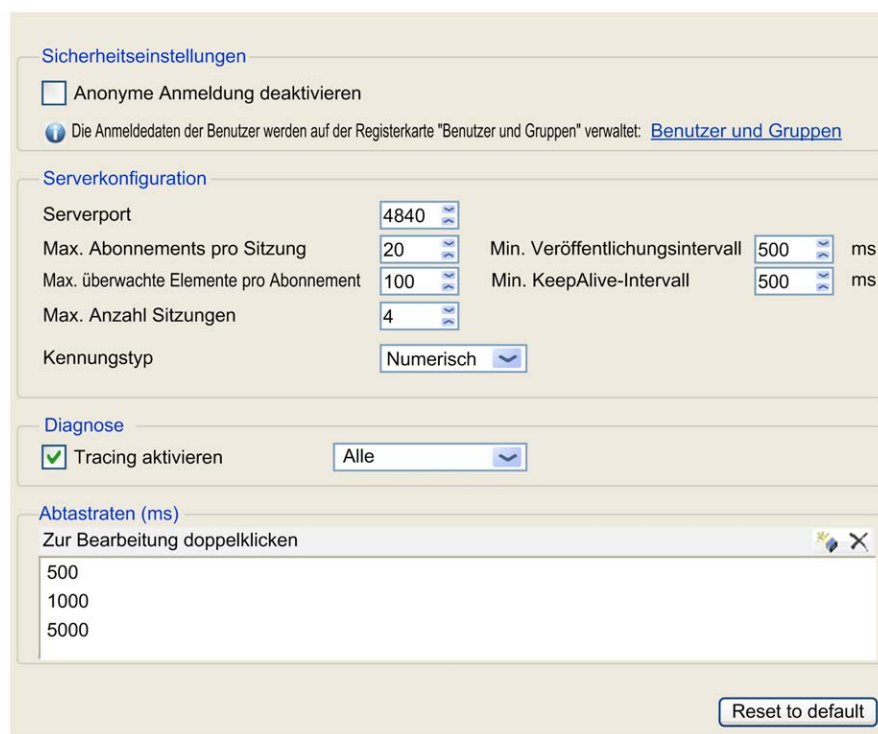 Sicherheitseinstellungen
Anonyme Anmeldung deaktivieren
Die Anmeldedaten der Benutzer werden auf der Registerkarte "Benutzer und Gruppen" verwaltet: Benutzer und Gruppen
Serverkonfiguration
Serverport 4840
Max. Abonnements pro Sitzung 20 Min. Veröffentlichungsintervall 500 ms
Max. überwachte Elemente pro Abonnement 100 Min. KeepAlive-Intervall 500 ms
Max. Anzahl Sitzungen 4
Kennungstyp Numerisch
Diagnose
Tracing aktivieren Alle
Abtastraten (ms)
Zur Bearbeitung doppelklicken
500
1000
5000
Reset to default